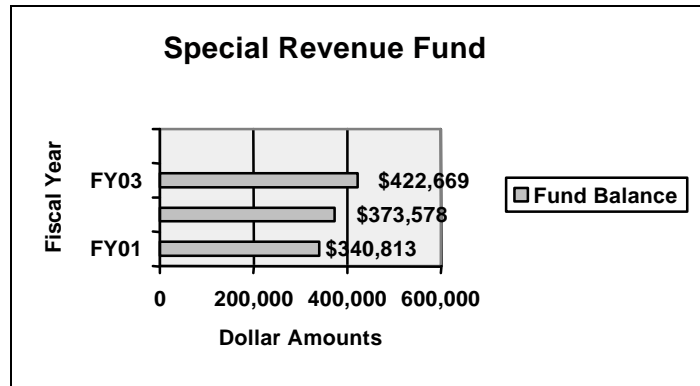 Special Revenue Fund
Fiscal Year
FY03
$422,669
$373,578
FY01
$340,813
0 200,000 400,000 600,000
Dollar Amounts
Fund Balance